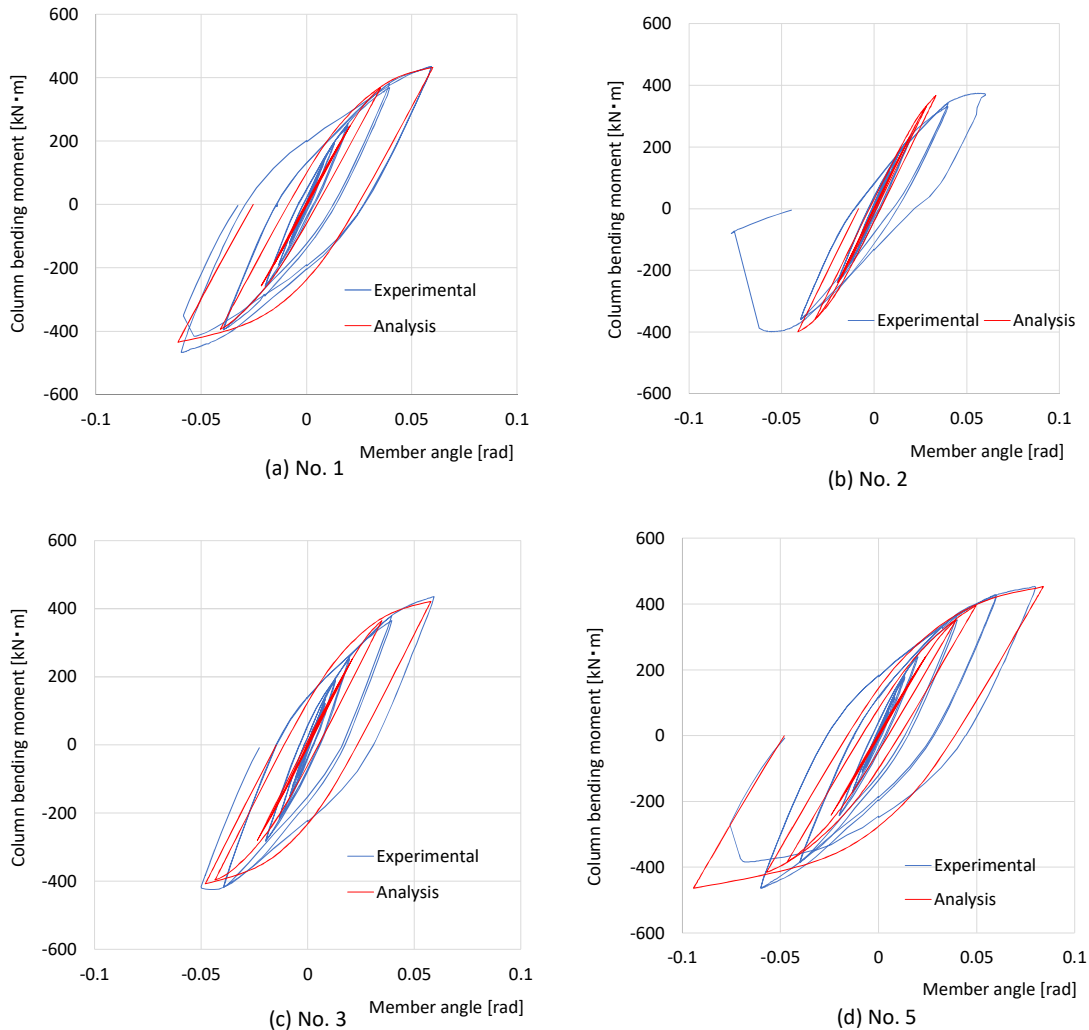 600
400
200
0
-200
-400
-600
-0.1
-0.05
0
0.05
0.1
Column bending moment [kN・m]
Member angle [rad]
Experimental
Analysis
(a) No. 1
600
400
200
0
-200
-400
-600
-0.1
-0.05
0
0.05
0.1
Column bending moment [kN・m]
Member angle [rad]
Experimental
Analysis
(b) No. 2
600
400
200
0
-200
-400
-600
-0.1
-0.05
0
0.05
0.1
Column bending moment [kN・m]
Member angle [rad]
Experimental
Analysis
(c) No. 3
600
400
200
0
-200
-400
-600
-0.1
-0.05
0
0.05
0.1
Column bending moment [kN・m]
Member angle [rad]
Experimental
Analysis
(d) No. 5